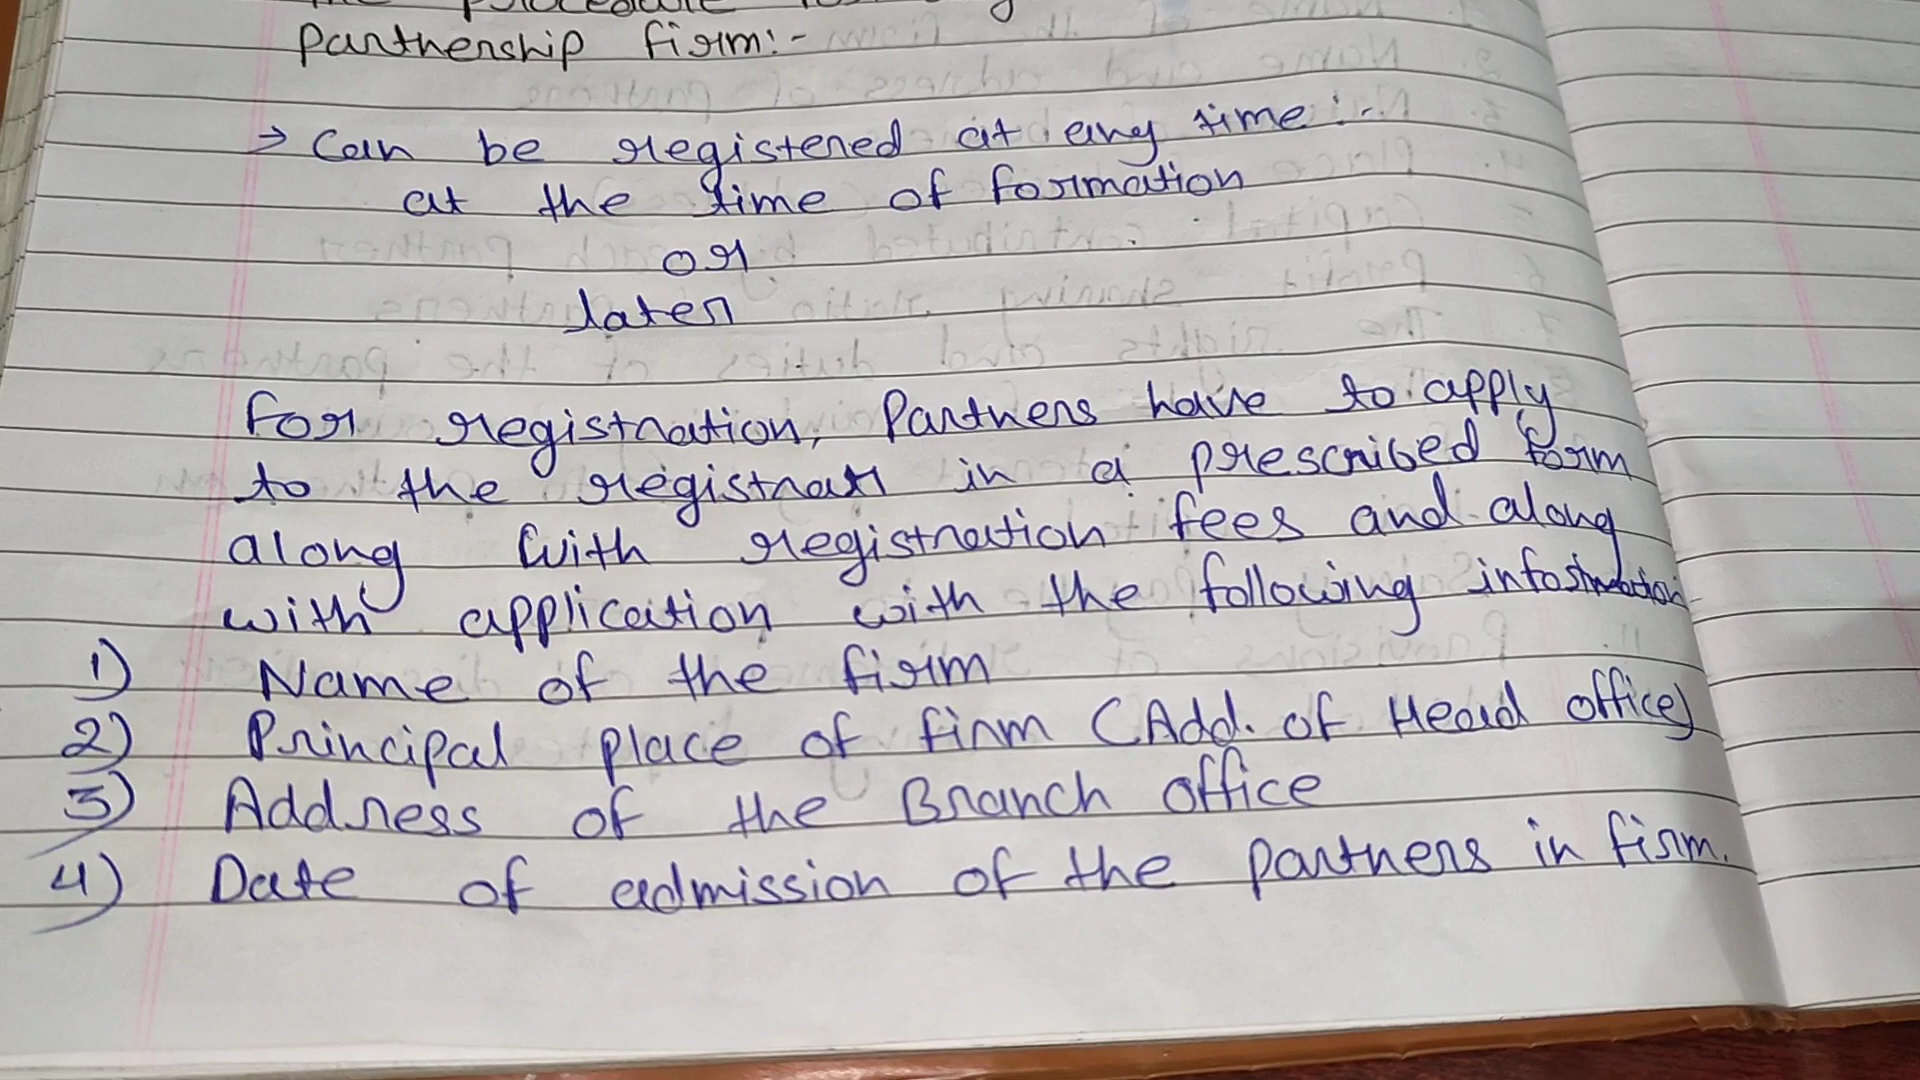 the procedure
Partnership firm:-
→ Can be registered at any time:-
at the time of formation
or
later
For registration, Partners have to apply
to the registrar in a prescribed form
along with registration fees and along
with application with the following information
1) Name of the firm
2) Principal place of firm (Add. of Head office)
3) Address of the Branch office
4) Date of admission of the partners in firm.